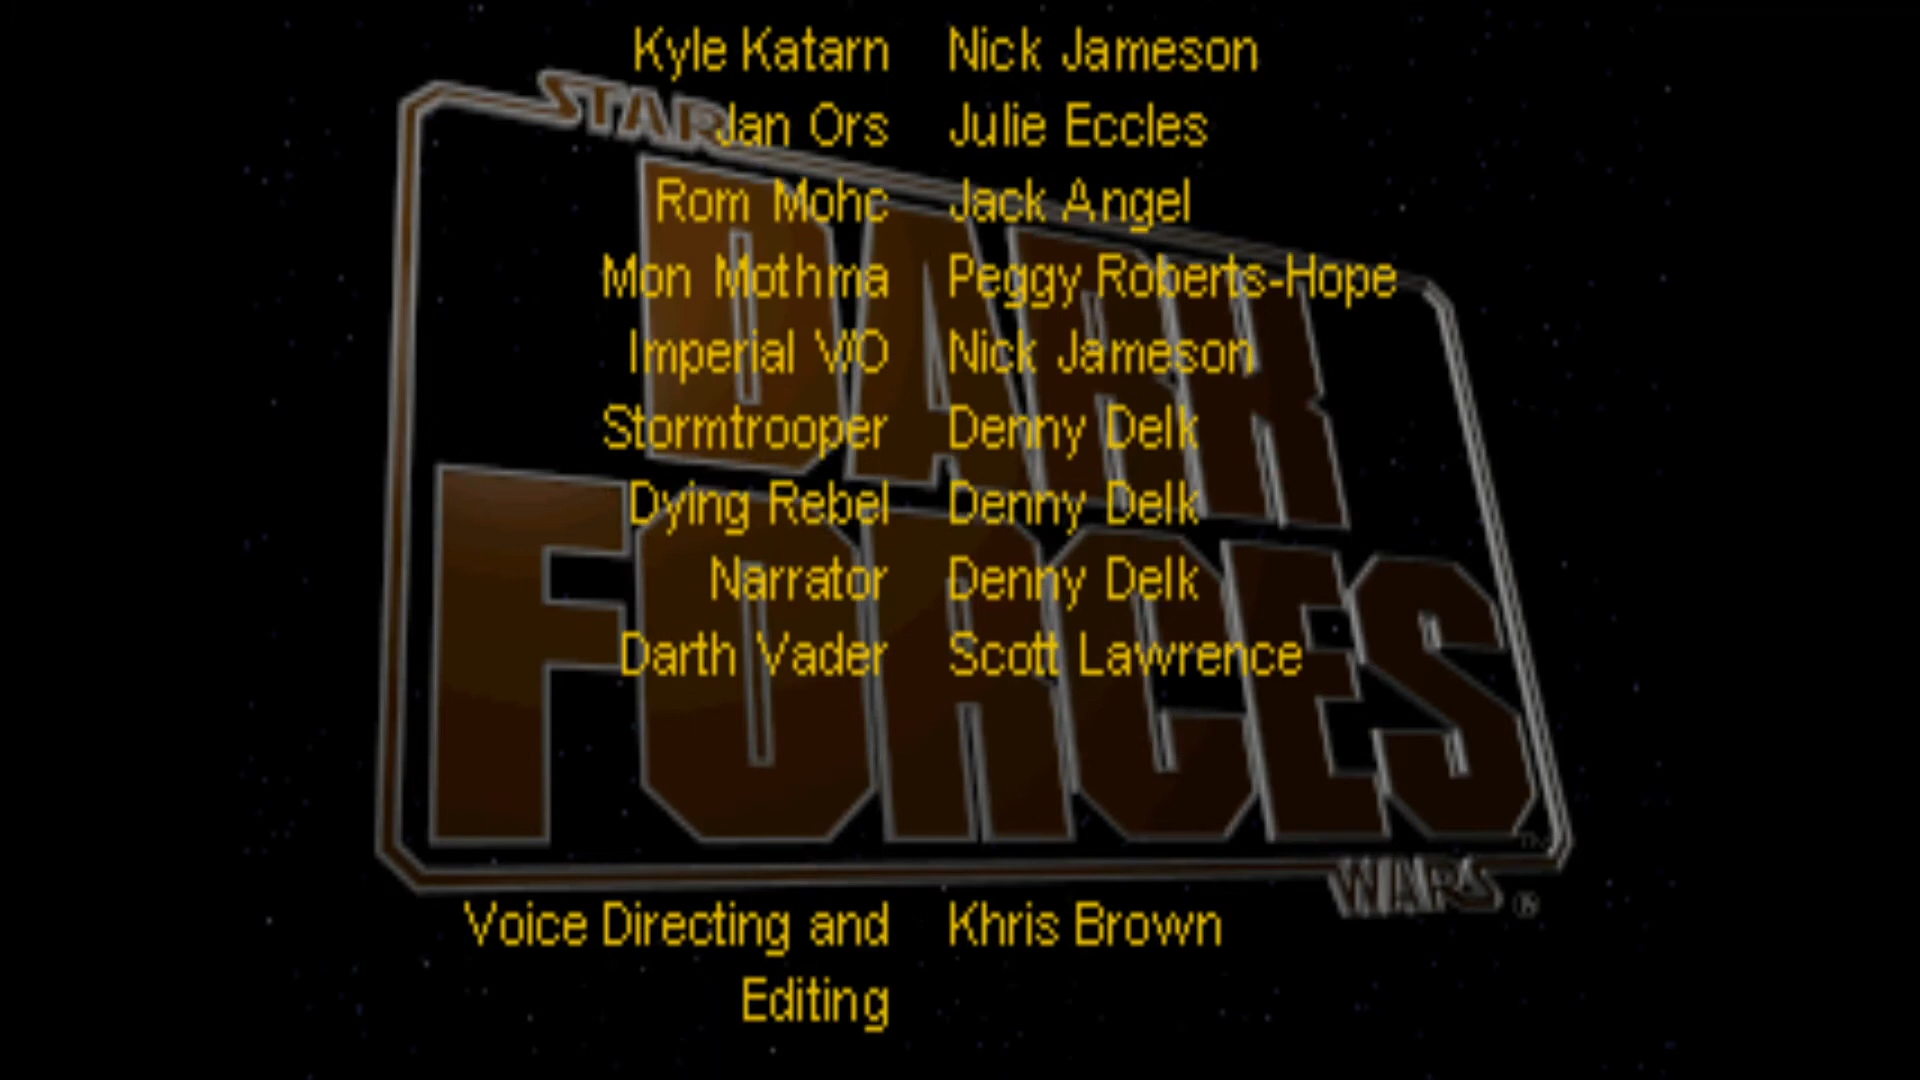 Kyle Katarn Nick Jameson
STAR
Jan Ors Julie Eccles
Rom Mohc Jack Angel
Mon Mothma Peggy Roberts-Hope
DARK
Imperial V/O Nick Jameson
Stormtrooper Denny Delk
Dying Rebel Denny Delk
Narrator Denny Delk
FORCES
Darth Vader Scott Lawrence
TM
WARS ®
Voice Directing and Khris Brown
Editing